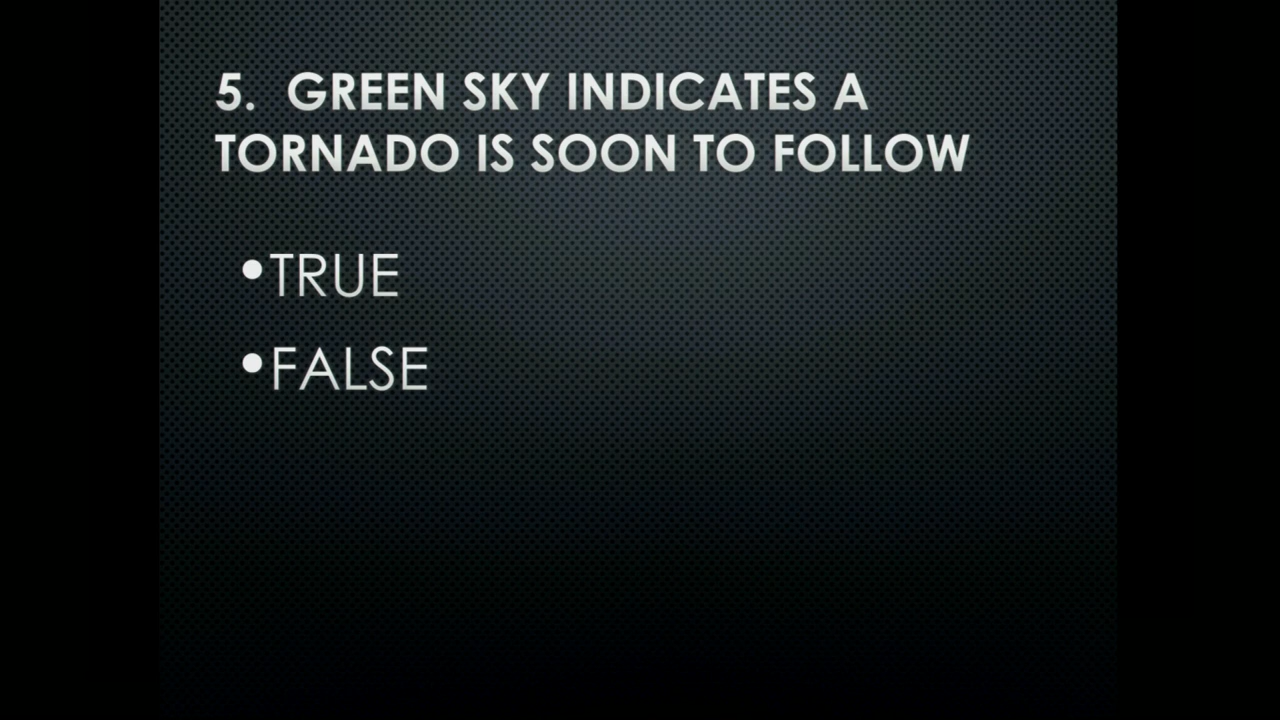 5. GREEN SKY INDICATES A
TORNADO IS SOON TO FOLLOW
•TRUE
•FALSE